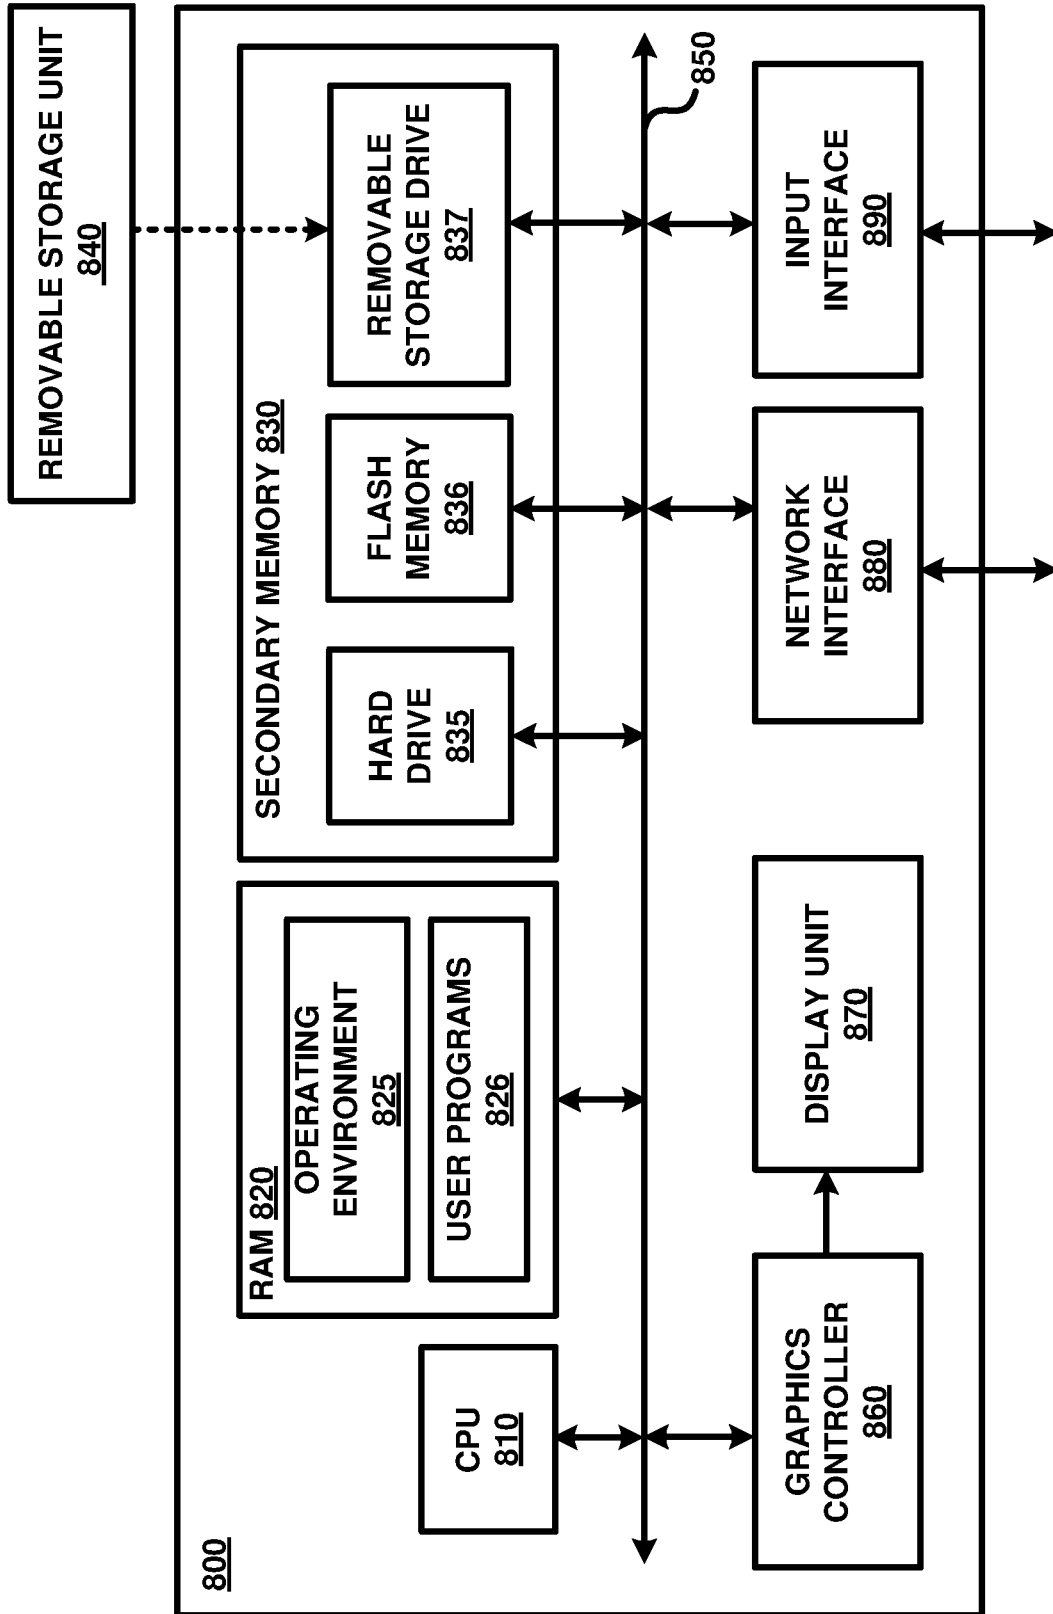 800
CPU
810
RAM 820
OPERATING
ENVIRONMENT
825
USER PROGRAMS
826
SECONDARY MEMORY 830
HARD
DRIVE
835
FLASH
MEMORY
836
REMOVABLE
STORAGE DRIVE
837
REMOVABLE STORAGE UNIT
840
850
GRAPHICS
CONTROLLER
860
DISPLAY UNIT
870
NETWORK
INTERFACE
880
INPUT
INTERFACE
890